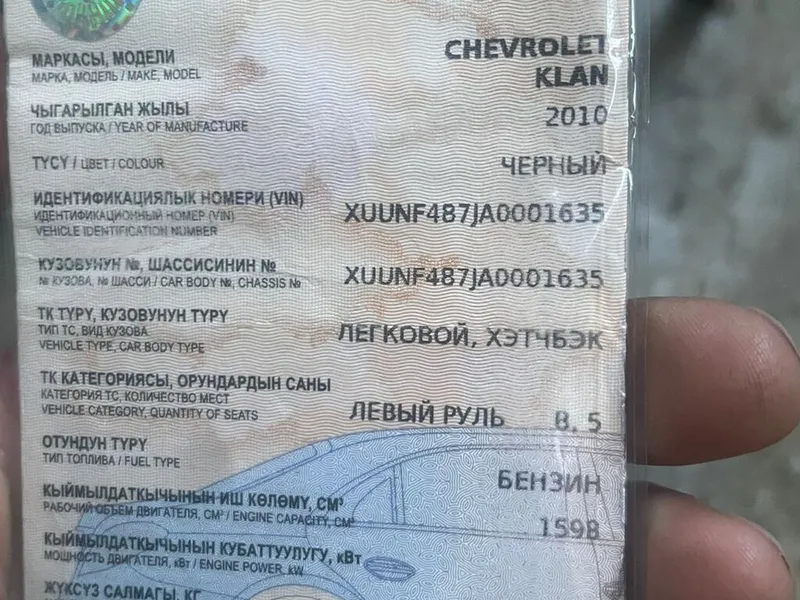 МАРКАСЫ, МОДЕЛИ
МАРКА, МОДЕЛЬ / MAKE, MODEL
CHEVROLET
KLAN
ЧЫГАРЫЛГАН ЖЫЛЫ
ГОД ВЫПУСКА / YEAR OF MANUFACTURE
2010
ТҮСҮ / ЦВЕТ / COLOUR
ЧЕРНЫЙ
ИДЕНТИФИКАЦИЯЛЫК НОМЕРИ (VIN)
ИДЕНТИФИКАЦИОННЫЙ НОМЕР (VIN)
VEHICLE IDENTIFICATION NUMBER
XUUNF487JA0001635
КУЗОВУНУН №, ШАССИСИНИН №
№ КУЗОВА, № ШАССИ / CAR BODY №, CHASSIS №
XUUNF487JA0001635
ТК ТҮРҮ, КУЗОВУНУН ТҮРҮ
ТИП ТС, ВИД КУЗОВА
VEHICLE TYPE, CAR BODY TYPE
ЛЕГКОВОЙ, ХЭТЧБЭК
ТК КАТЕГОРИЯСЫ, ОРУНДАРДЫН САНЫ
КАТЕГОРИЯ ТС, КОЛИЧЕСТВО МЕСТ
VEHICLE CATEGORY, QUANTITY OF SEATS
ЛЕВЫЙ РУЛЬ B, 5
ОТУНДУН ТҮРҮ
ТИП ТОПЛИВА / FUEL TYPE
БЕНЗИН
КЫЙМЫЛДАТКЫЧЫНЫН ИШ КӨЛӨМҮ, СМ³
РАБОЧИЙ ОБЪЕМ ДВИГАТЕЛЯ, СМ³ / ENGINE CAPACITY, CM³
1598
КЫЙМЫЛДАТКЫЧЫНЫН КУБАТТУУЛУГУ, кВт
МОЩНОСТЬ ДВИГАТЕЛЯ, кВт / ENGINE POWER, kW
ЖҮКСҮЗ САЛМАГЫ, КГ